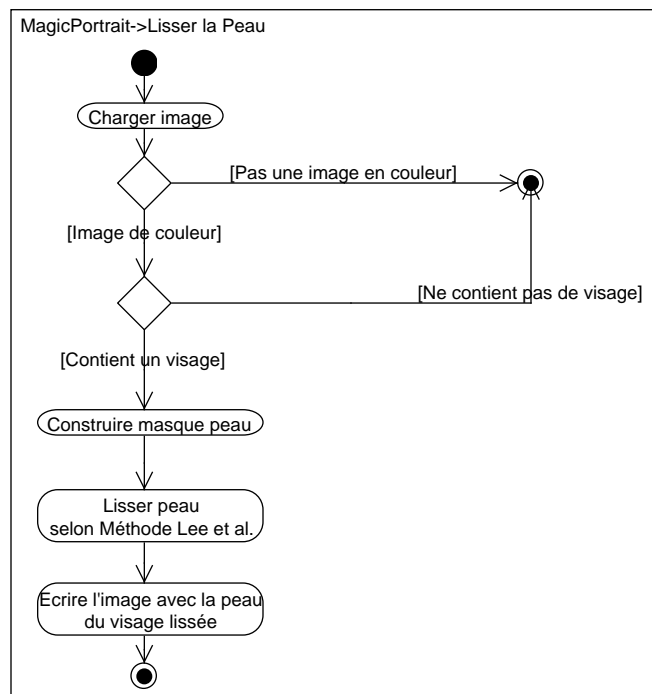 MagicPortrait->Lisser la Peau
Charger image
[Pas une image en couleur]
[Image de couleur]
[Ne contient pas de visage]
[Contient un visage]
Construire masque peau
Lisser peau
selon Méthode Lee et al.
Ecrire l'image avec la peau
du visage lissée